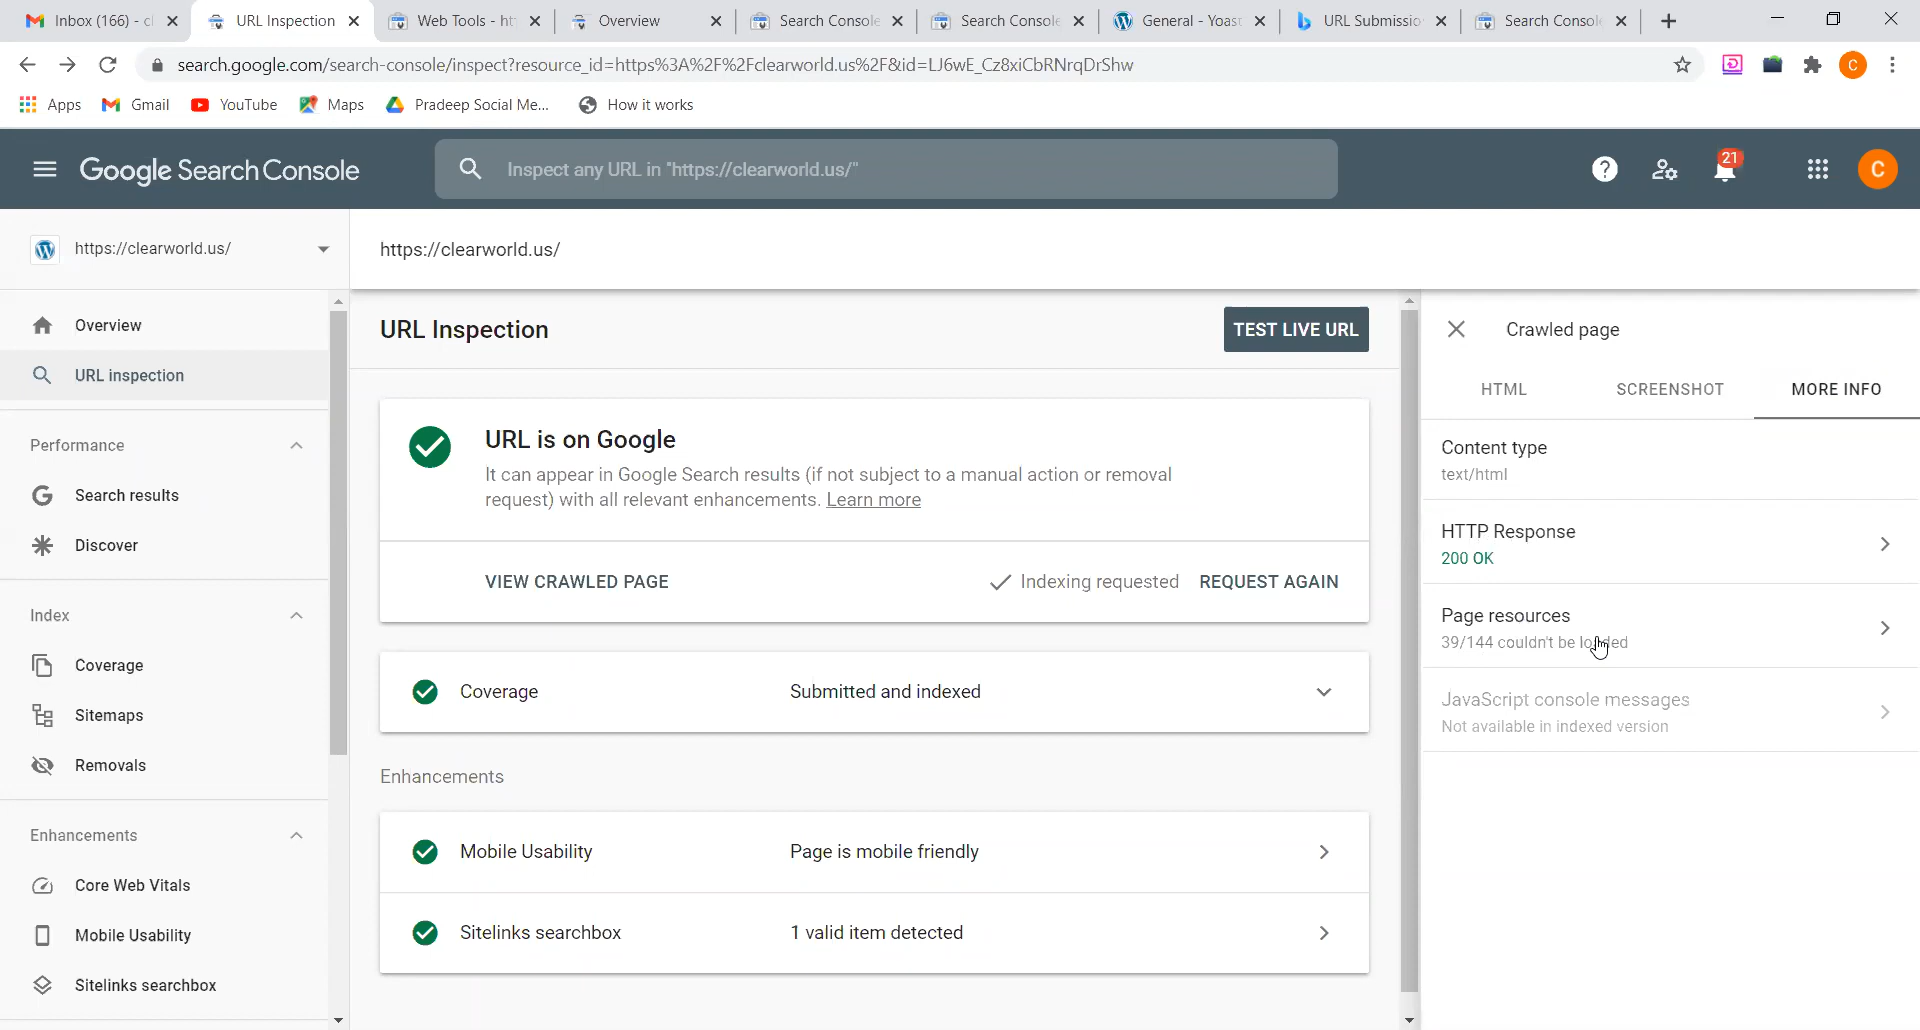 Inbox (166) - cl
URL Inspection
Web Tools - ht
Overview
Search Console
Search Console
General - Yoast
URL Submissio
Search Consol
search.google.com/search-console/inspect?resource_id=https%3A%2F%2Fclearworld.us%2F&id=LJ6wE_Cz8xiCbRNrqDrShw
C
Apps
Gmail
YouTube
Maps
Pradeep Social Me...
How it works
Google Search Console
Inspect any URL in "https://clearworld.us/"
21
C
https://clearworld.us/
https://clearworld.us/
Overview
URL inspection
Performance
Search results
Discover
Index
Coverage
Sitemaps
Removals
Enhancements
Core Web Vitals
Mobile Usability
Sitelinks searchbox
URL Inspection
TEST LIVE URL
URL is on Google
It can appear in Google Search results (if not subject to a manual action or removal
request) with all relevant enhancements. Learn more
VIEW CRAWLED PAGE
Indexing requested
REQUEST AGAIN
Coverage
Submitted and indexed
Enhancements
Mobile Usability
Page is mobile friendly
Sitelinks searchbox
1 valid item detected
Crawled page
HTML
SCREENSHOT
MORE INFO
Content type
text/html
HTTP Response
200 OK
Page resources
39/144 couldn't be loaded
JavaScript console messages
Not available in indexed version